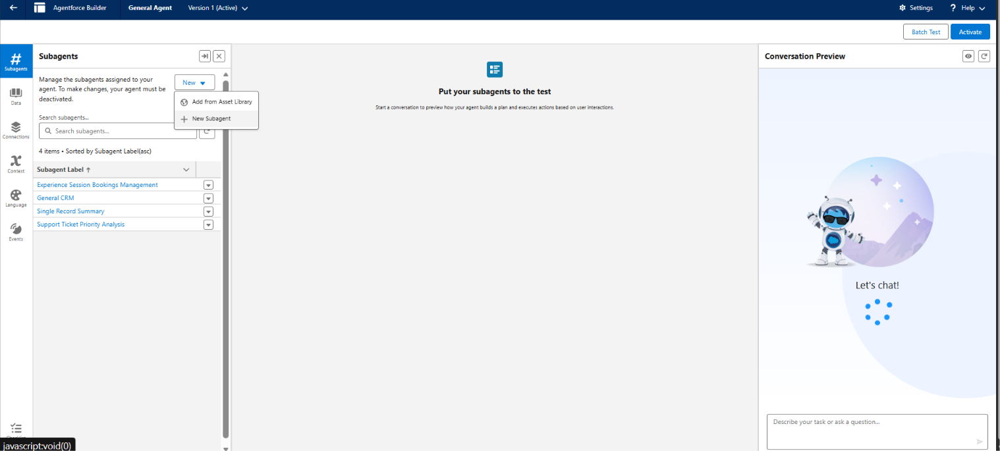 Agentforce Builder
General Agent
Version 1 (Active)
Settings
? Help
Batch Test
Activate
#
Subagents
Data
Connections
Context
Language
Events
Subagents
Manage the subagents assigned to your
agent. To make changes, your agent must be
deactivated.
New
Add from Asset Library
New Subagent
Search subagents...
Search subagents...
4 items • Sorted by Subagent Label(asc)
Subagent Label ↑
Experience Session Bookings Management
General CRM
Single Record Summary
Support Ticket Priority Analysis
Put your subagents to the test
Start a conversation to preview how your agent builds a plan and executes actions based on user interactions.
Conversation Preview
Let's chat!
Describe your task or ask a question...
javascript:void(0)